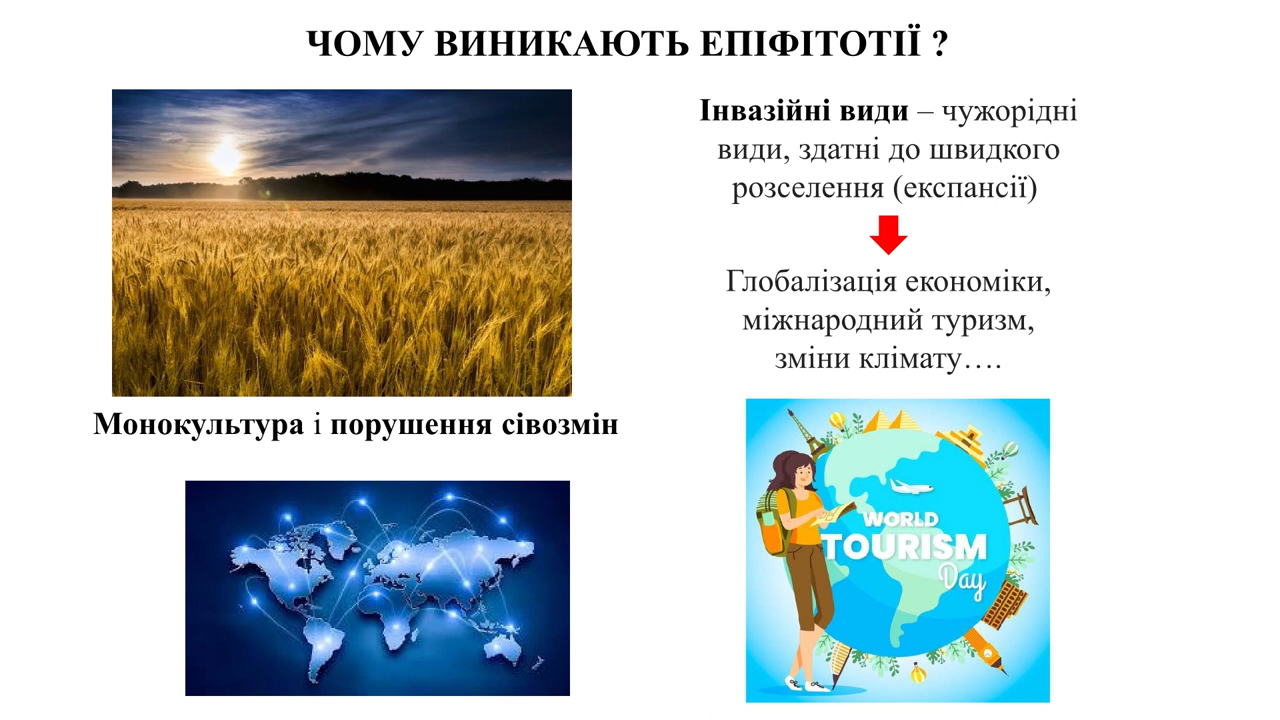 ЧОМУ ВИНИКАЮТЬ ЕПІФІТОТІЇ ?
Інвазійні види – чужорідні
види, здатні до швидкого
розселення (експансії)
Глобалізація економіки,
міжнародний туризм,
зміни клімату….
Монокультура і порушення сівозмін
WORLD
TOURISM
Day